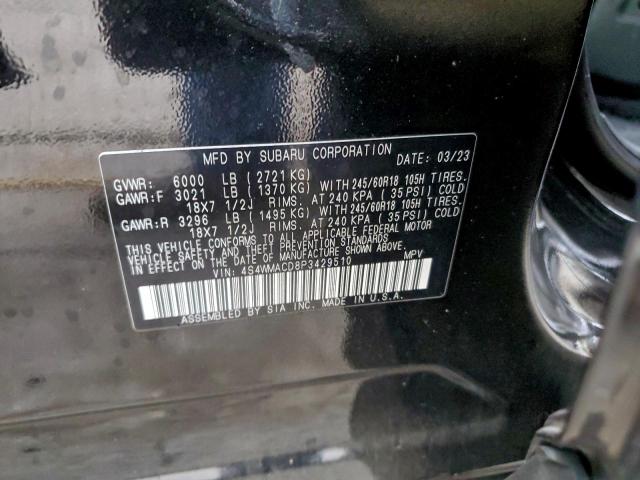 MFD BY SUBARU CORPORATION DATE: 03/23
GVWR: 6000 LB (2721 KG)
GAWR:F 3021 LB (1370 KG) WITH 245/60R18 105H TIRES.
18X7 1/2J RIMS. AT 240 KPA (35 PSI) COLD
GAWR:R 3296 LB (1495 KG) WITH 245/60R18 105H TIRES.
18X7 1/2J RIMS. AT 240 KPA (35 PSI) COLD
THIS VEHICLE CONFORMS TO ALL APPLICABLE FEDERAL MOTOR
VEHICLE SAFETY AND THEFT PREVENTION STANDARDS
IN EFFECT ON THE DATE OF MANUFACTURE SHOWN ABOVE.
VIN: 4S4WMACD8P3429510 MPV
ASSEMBLED BY SIA INC. MADE IN U.S.A.